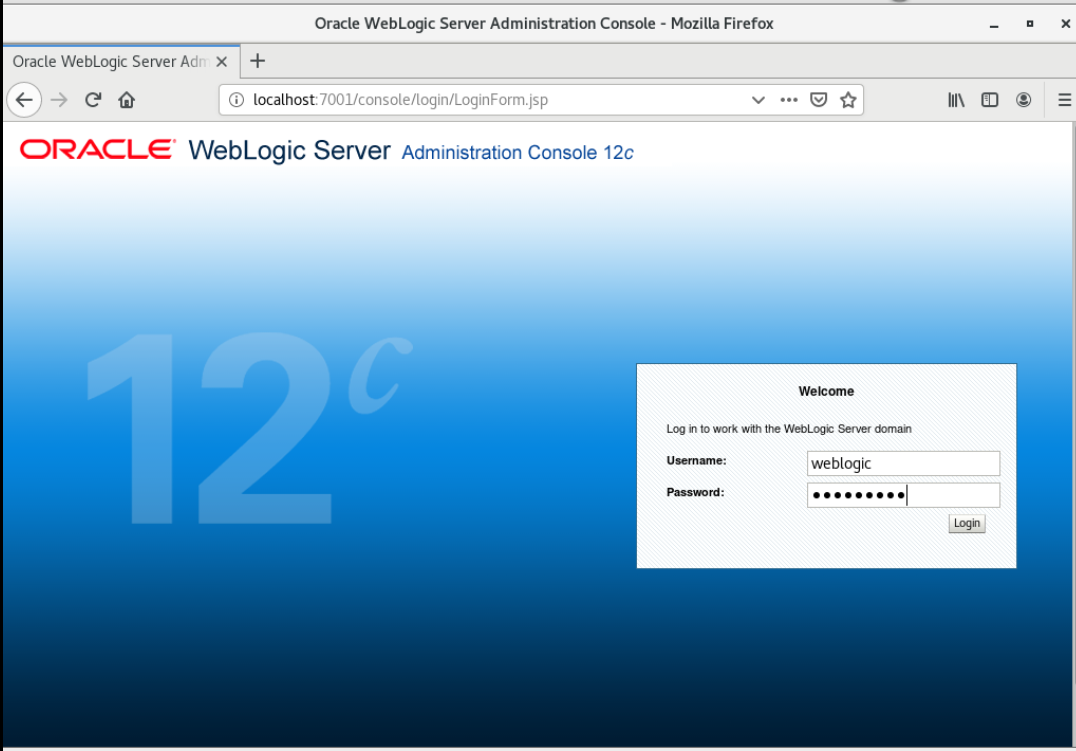 Oracle WebLogic Server Administration Console - Mozilla Firefox
Oracle WebLogic Server Adm
localhost:7001/console/login/LoginForm.jsp
ORACLE WebLogic Server Administration Console 12c
12c
Welcome
Log in to work with the WebLogic Server domain
Username: weblogic
Password: •••••••••
Login